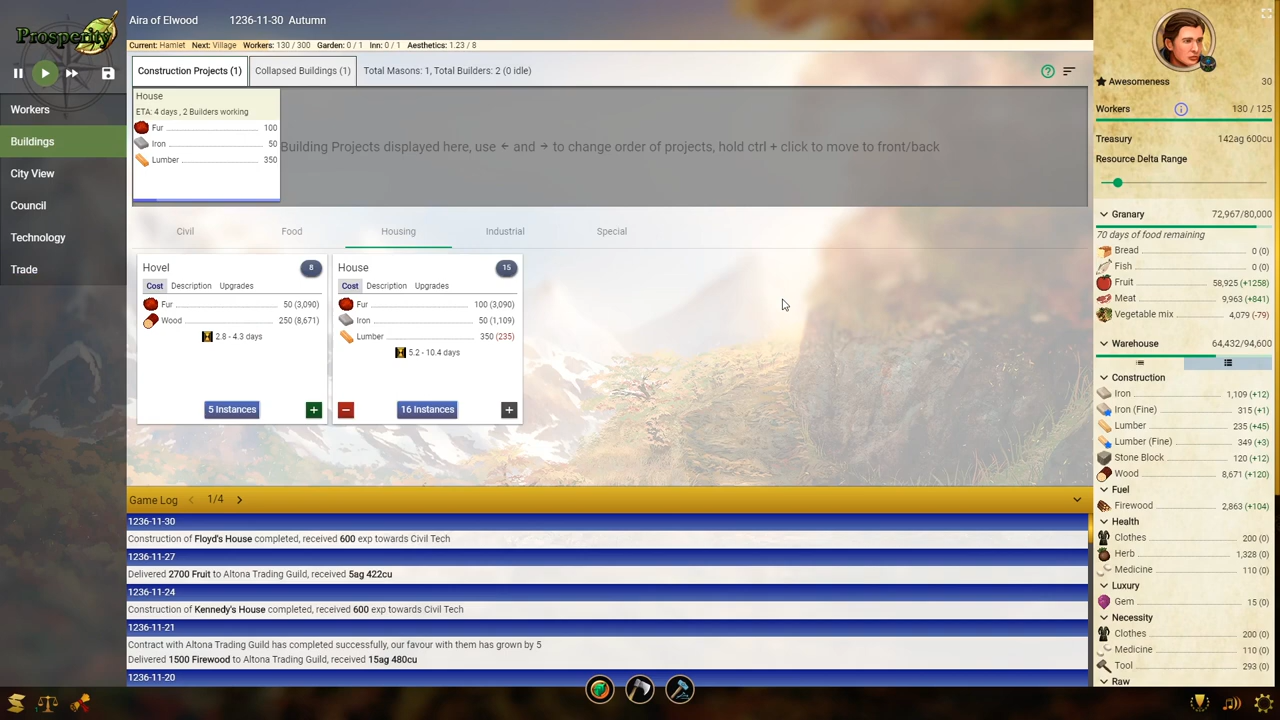 Prosperity
Aira of Elwood 1236-11-30 Autumn
Current: Hamlet Next: Village Workers: 130 / 300 Garden: 0 / 1 Inn: 0 / 1 Aesthetics: 1.23 / 8
Construction Projects (1) Collapsed Buildings (1) Total Masons: 1, Total Builders: 2 (0 idle)
Workers
Buildings
City View
Council
Technology
Trade
House
ETA: 4 days , 2 Builders working
Fur 100
Iron 50
Lumber 350
Building Projects displayed here, use ← and → to change order of projects, hold ctrl + click to move to front/back
Civil Food Housing Industrial Special
Hovel 8
Cost Description Upgrades
Fur 50 (3,090)
Wood 250 (8,671)
2.8 - 4.3 days
5 Instances +
House 15
Cost Description Upgrades
Fur 100 (3,090)
Iron 50 (1,109)
Lumber 350 (235)
5.2 - 10.4 days
− 16 Instances +
Game Log 1/4
1236-11-30
Construction of Floyd's House completed, received 600 exp towards Civil Tech
1236-11-27
Delivered 2700 Fruit to Altona Trading Guild, received 5ag 422cu
1236-11-24
Construction of Kennedy's House completed, received 600 exp towards Civil Tech
1236-11-21
Contract with Altona Trading Guild has completed successfully, our favour with them has grown by 5
Delivered 1500 Firewood to Altona Trading Guild, received 15ag 480cu
1236-11-20
Awesomeness 30
Workers 130 / 125
Treasury 142ag 600cu
Resource Delta Range
Granary 72,967/80,000
70 days of food remaining
Bread 0 (0)
Fish 0 (0)
Fruit 58,925 (+1258)
Meat 9,963 (+841)
Vegetable mix 4,079 (-79)
Warehouse 64,432/94,600
Construction
Iron 1,109 (+12)
Iron (Fine) 315 (+1)
Lumber 235 (+45)
Lumber (Fine) 349 (+3)
Stone Block 120 (+12)
Wood 8,671 (+120)
Fuel
Firewood 2,863 (+104)
Health
Clothes 200 (0)
Herb 1,328 (0)
Medicine 110 (0)
Luxury
Gem 15 (0)
Necessity
Clothes 200 (0)
Medicine 110 (0)
Tool 293 (0)
Raw